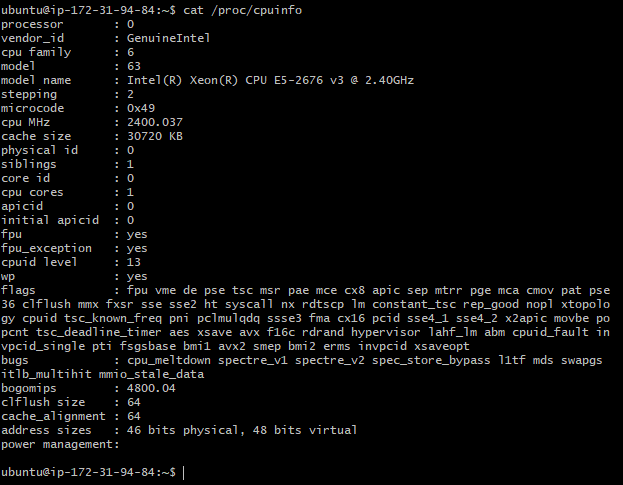 ubuntu@ip-172-31-94-84:~$ cat /proc/cpuinfo
processor : 0
vendor_id : GenuineIntel
cpu family : 6
model : 63
model name : Intel(R) Xeon(R) CPU E5-2676 v3 @ 2.40GHz
stepping : 2
microcode : 0x49
cpu MHz : 2400.037
cache size : 30720 KB
physical id : 0
siblings : 1
core id : 0
cpu cores : 1
apicid : 0
initial apicid : 0
fpu : yes
fpu_exception : yes
cpuid level : 13
wp : yes
flags : fpu vme de pse tsc msr pae mce cx8 apic sep mtrr pge mca cmov pat pse
36 clflush mmx fxsr sse sse2 ht syscall nx rdtscp lm constant_tsc rep_good nopl xtopolo
gy cpuid tsc_known_freq pni pclmulqdq ssse3 fma cx16 pcid sse4_1 sse4_2 x2apic movbe po
pcnt tsc_deadline_timer aes xsave avx f16c rdrand hypervisor lahf_lm abm cpuid_fault in
vpcid_single pti fsgsbase bmi1 avx2 smep bmi2 erms invpcid xsaveopt
bugs : cpu_meltdown spectre_v1 spectre_v2 spec_store_bypass l1tf mds swapgs
itlb_multihit mmio_stale_data
bogomips : 4800.04
clflush size : 64
cache_alignment : 64
address sizes : 46 bits physical, 48 bits virtual
power management:
ubuntu@ip-172-31-94-84:~$